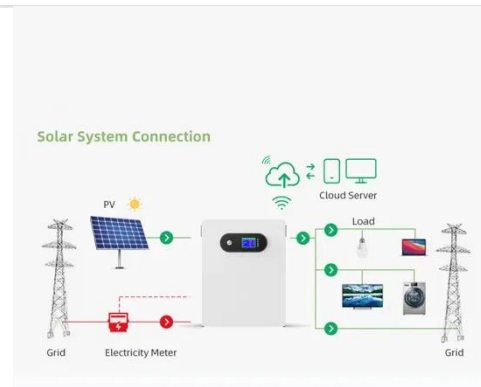 Solar System Connection
Cloud Server
PV
Load
Grid
Electricity Meter
Grid